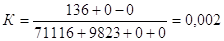 K = (136 + 0 − 0) / (71116 + 9823 + 0 + 0) = 0,002